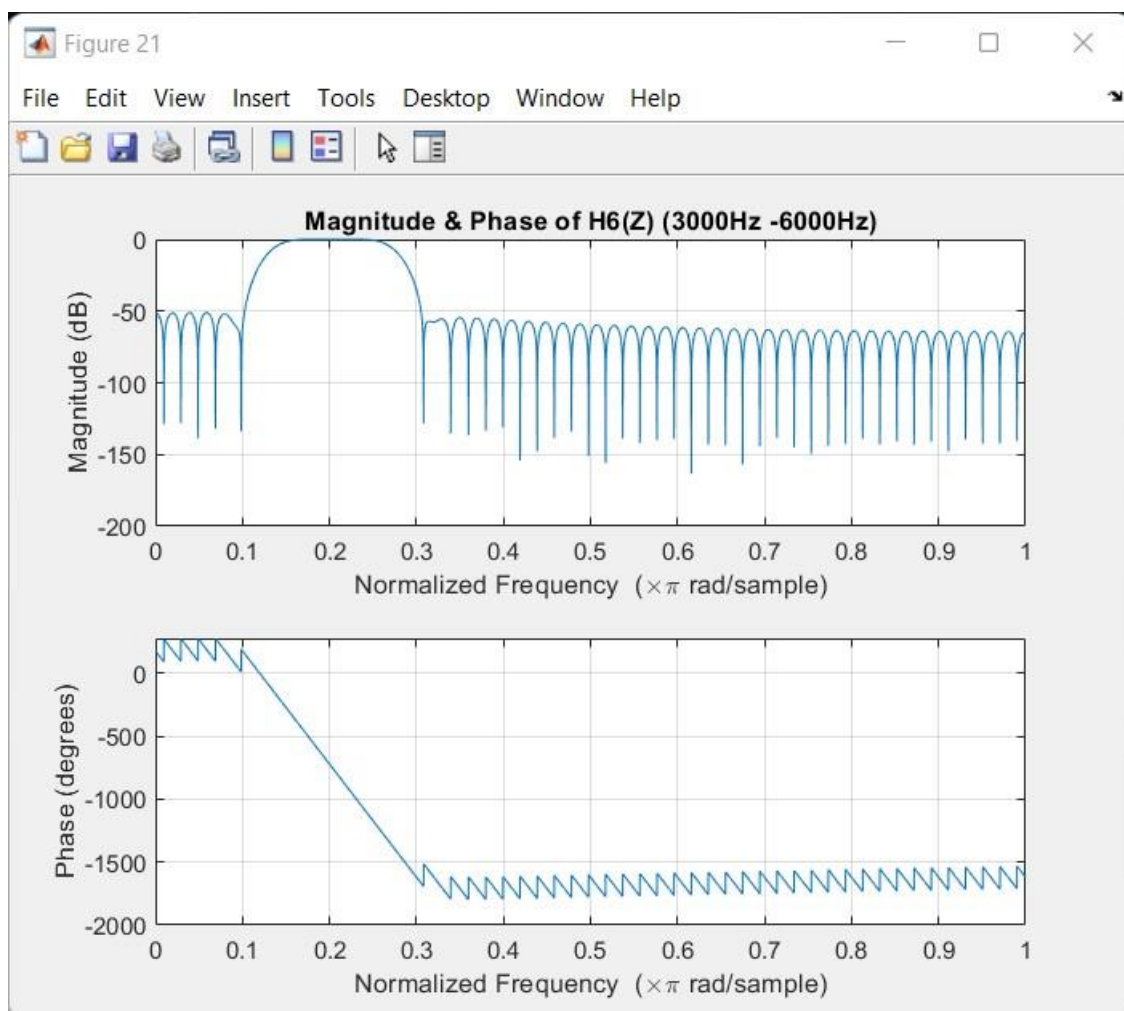 Figure 21
File Edit View Insert Tools Desktop Window Help
Magnitude & Phase of H6(Z) (3000Hz -6000Hz)
Magnitude (dB)
0
-50
-100
-150
-200
0 0.1 0.2 0.3 0.4 0.5 0.6 0.7 0.8 0.9 1
Normalized Frequency (×π rad/sample)
Phase (degrees)
0
-500
-1000
-1500
-2000
0 0.1 0.2 0.3 0.4 0.5 0.6 0.7 0.8 0.9 1
Normalized Frequency (×π rad/sample)